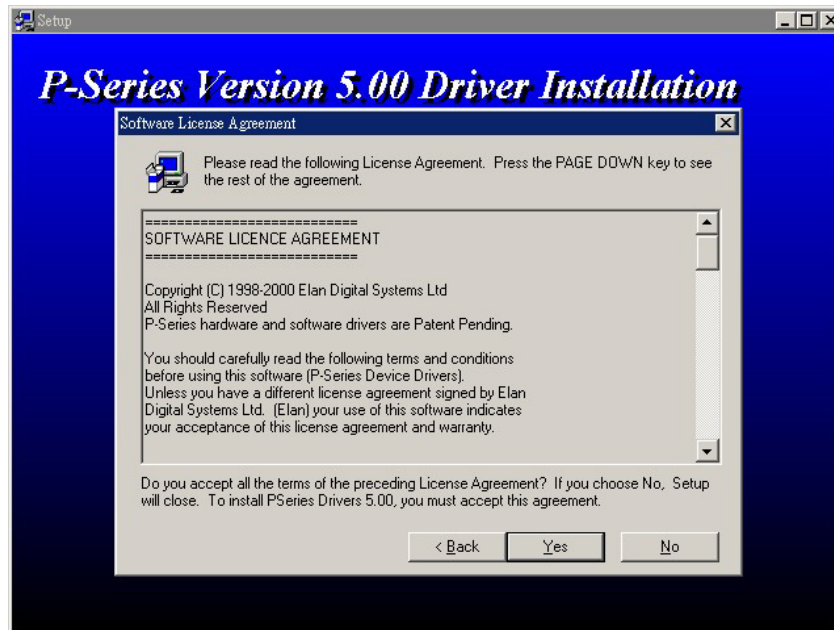 Setup
P-Series Version 5.00 Driver Installation
Software License Agreement
Please read the following License Agreement. Press the PAGE DOWN key to see
the rest of the agreement.
===========================
SOFTWARE LICENCE AGREEMENT
===========================
Copyright (C) 1998-2000 Elan Digital Systems Ltd
All Rights Reserved
P-Series hardware and software drivers are Patent Pending.
You should carefully read the following terms and conditions
before using this software (P-Series Device Drivers).
Unless you have a different license agreement signed by Elan
Digital Systems Ltd. (Elan) your use of this software indicates
your acceptance of this license agreement and warranty.
Do you accept all the terms of the preceding License Agreement? If you choose No, Setup
will close. To install PSeries Drivers 5.00, you must accept this agreement.
< Back Yes No